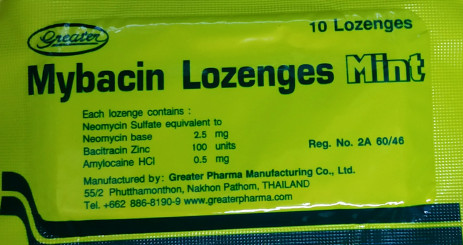 Greater
10 Lozenges
Mybacin Lozenges Mint
Each lozenge contains :
Neomycin Sulfate equivalent to
Neomycin base 2.5 mg
Bacitracin Zinc 100 units
Amylocaine HCl 0.5 mg
Reg. No. 2A 60/46
Manufactured by: Greater Pharma Manufacturing Co., Ltd.
55/2 Phutthamonthon, Nakhon Pathom, THAILAND
Tel. +662 886-8190-9 www.greaterpharma.com